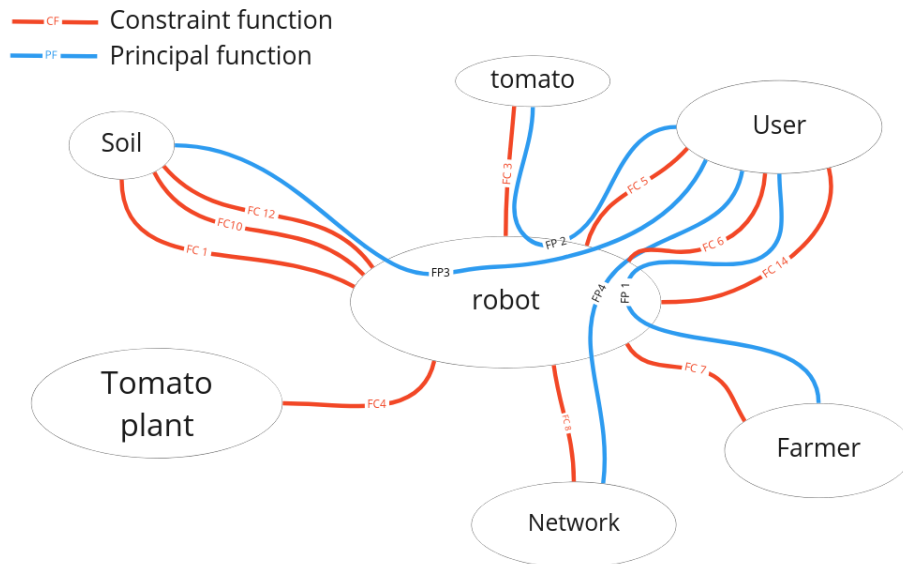 CF Constraint function
PF Principal function
tomato
User
Soil
FC 3
FC 5
FC 12
FC10
FC 1
FP 2
FC 6
FP3
FC 14
FP4
FP 1
robot
Tomato
plant
FC4
FC 7
FC 8
Farmer
Network